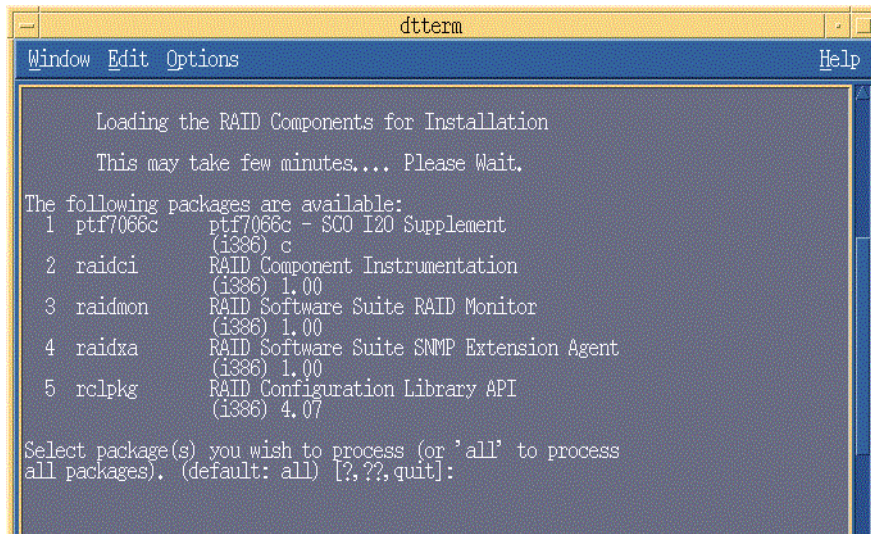 dtterm
Window Edit Options Help
Loading the RAID Components for Installation
This may take few minutes.... Please Wait.
The following packages are available:
1 ptf7066c ptf7066c - SCO I2O Supplement
(i386) c
2 raidci RAID Component Instrumentation
(i386) 1.00
3 raidmon RAID Software Suite RAID Monitor
(i386) 1.00
4 raidxa RAID Software Suite SNMP Extension Agent
(i386) 1.00
5 rclpkg RAID Configuration Library API
(i386) 4.07
Select package(s) you wish to process (or 'all' to process
all packages). (default: all) [?,??,quit]: